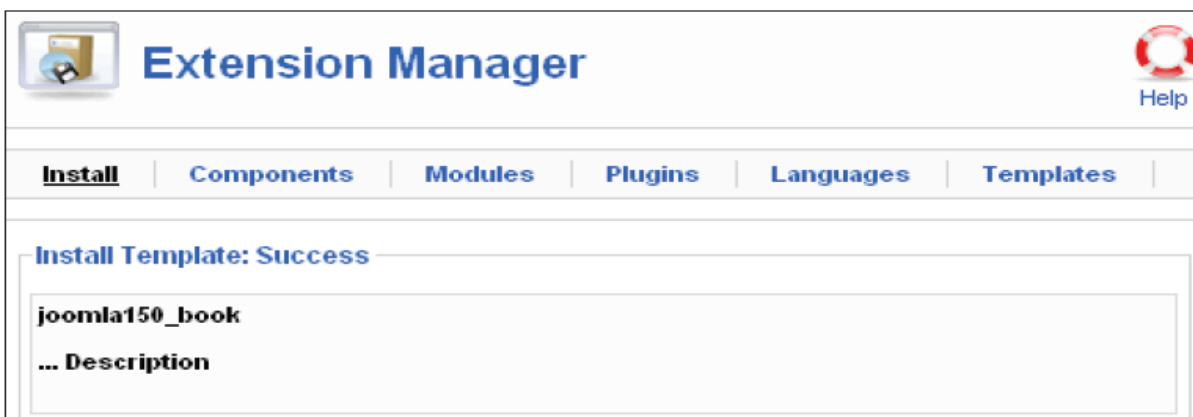 Extension Manager
Help
Install Components Modules Plugins Languages Templates
Install Template: Success
joomla150_book
... Description